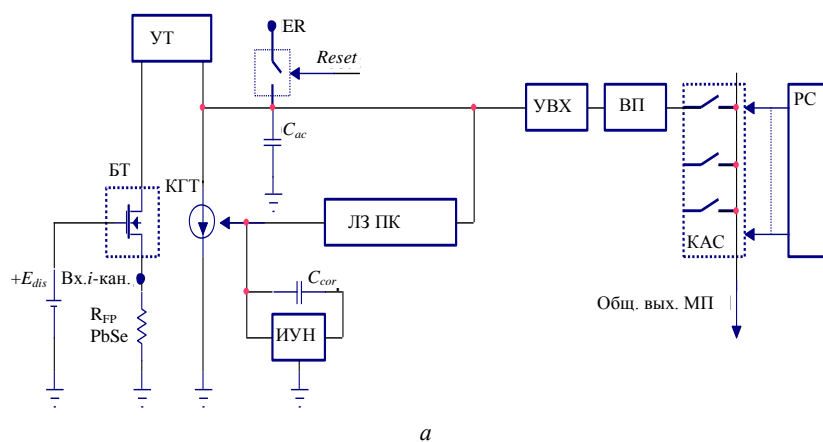 УТ
ER
Reset
C_ac
УВХ
ВП
РС
БТ
КГТ
ЛЗ ПК
КАС
+E_dis
Вх.i-кан.
C_cor
R_FP
PbSe
ИУН
Общ. вых. МП
а